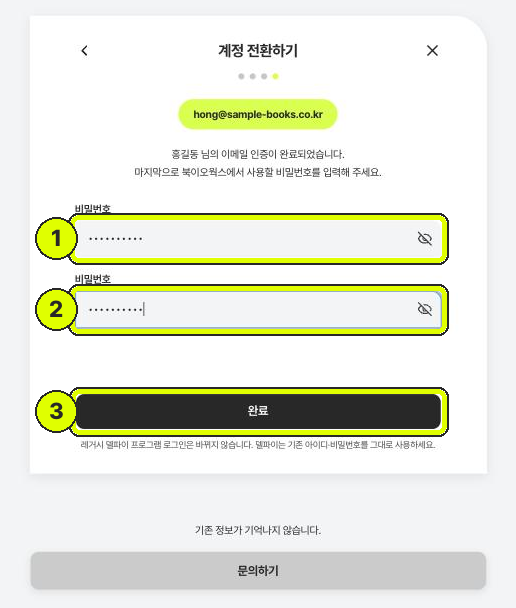 계정 전환하기
hong@sample-books.co.kr
홍길동 님의 이메일 인증이 완료되었습니다.
마지막으로 북이오웍스에서 사용할 비밀번호를 입력해 주세요.
비밀번호
1
비밀번호
2
3 완료
레거시 델파이 프로그램 로그인은 바뀌지 않습니다. 델파이는 기존 아이디·비밀번호를 그대로 사용하세요.
기존 정보가 기억나지 않습니다.
문의하기